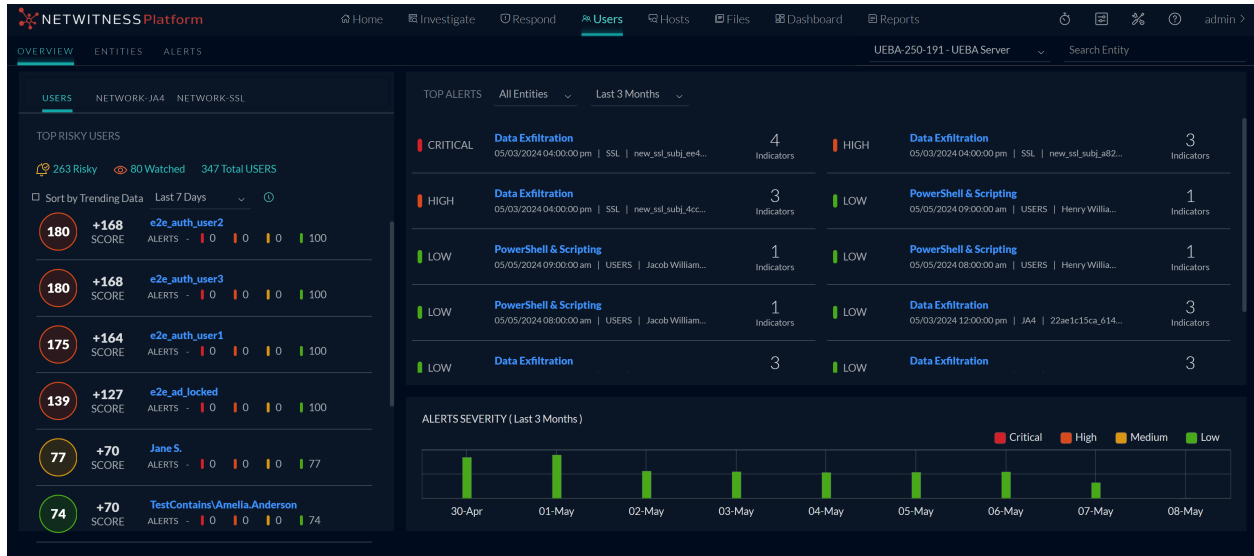 NETWITNESS Platform
Home Investigate Respond Users Hosts Files Dashboard Reports admin >
OVERVIEW ENTITIES ALERTS
UEBA-250-191 - UEBA Server Search Entity
USERS NETWORK-JA4 NETWORK-SSL
TOP RISKY USERS
263 Risky 80 Watched 347 Total USERS
Sort by Trending Data Last 7 Days
180 +168 SCORE e2e_auth_user2
ALERTS - 0 0 0 100
180 +168 SCORE e2e_auth_user3
ALERTS - 0 0 0 100
175 +164 SCORE e2e_auth_user1
ALERTS - 0 0 0 100
139 +127 SCORE e2e_ad_locked
ALERTS - 0 0 0 100
77 +70 SCORE Jane S.
ALERTS - 0 0 0 77
74 +70 SCORE TestContains\Amelia.Anderson
ALERTS - 0 0 0 74
TOP ALERTS All Entities Last 3 Months
CRITICAL Data Exfiltration 4 Indicators
05/03/2024 04:00:00 pm | SSL | new_ssl_subj_ee4...
HIGH Data Exfiltration 3 Indicators
05/03/2024 04:00:00 pm | SSL | new_ssl_subj_a82...
HIGH Data Exfiltration 3 Indicators
05/03/2024 04:00:00 pm | SSL | new_ssl_subj_4cc...
LOW PowerShell & Scripting 1 Indicators
05/05/2024 09:00:00 am | USERS | Henry Willia...
LOW PowerShell & Scripting 1 Indicators
05/05/2024 09:00:00 am | USERS | Jacob William...
LOW PowerShell & Scripting 1 Indicators
05/05/2024 08:00:00 am | USERS | Henry Willia...
LOW PowerShell & Scripting 1 Indicators
05/05/2024 08:00:00 am | USERS | Jacob William...
LOW Data Exfiltration 3 Indicators
05/03/2024 12:00:00 pm | JA4 | 22ae1c15ca_614...
LOW Data Exfiltration 3
LOW Data Exfiltration 3
ALERTS SEVERITY ( Last 3 Months )
Critical High Medium Low
30-Apr 01-May 02-May 03-May 04-May 05-May 06-May 07-May 08-May